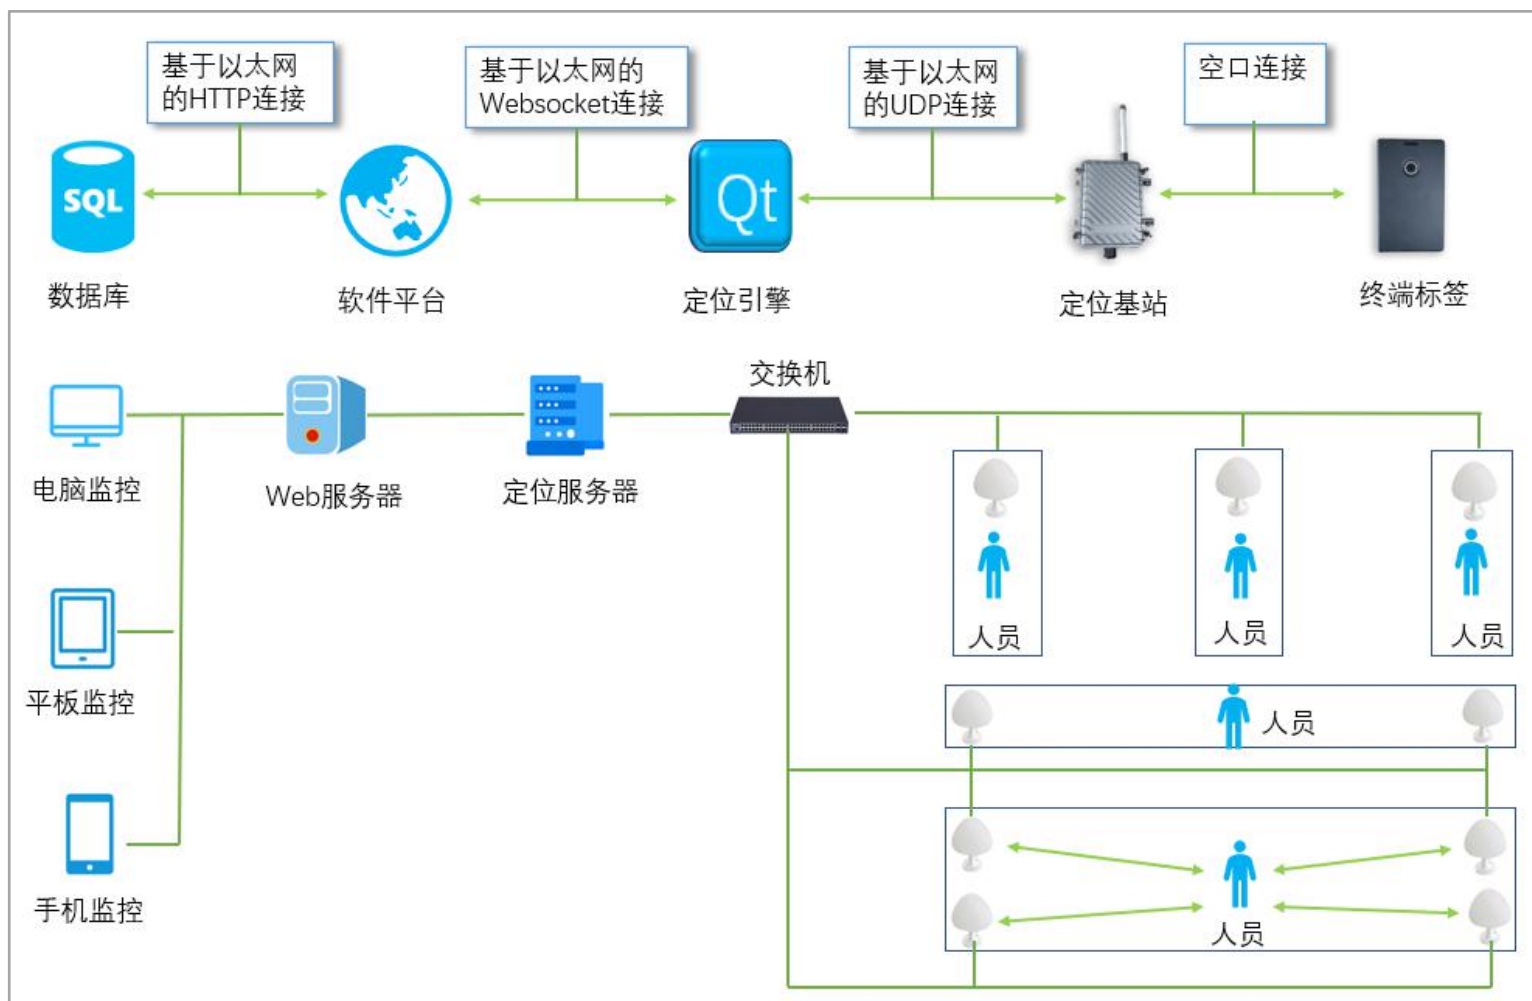 基于以太网
的HTTP连接
基于以太网的
Websocket连接
基于以太网
的UDP连接
空口连接
SQL
Qt
数据库
软件平台
定位引擎
定位基站
终端标签
交换机
电脑监控
Web服务器
定位服务器
人员
人员
人员
平板监控
人员
手机监控
人员